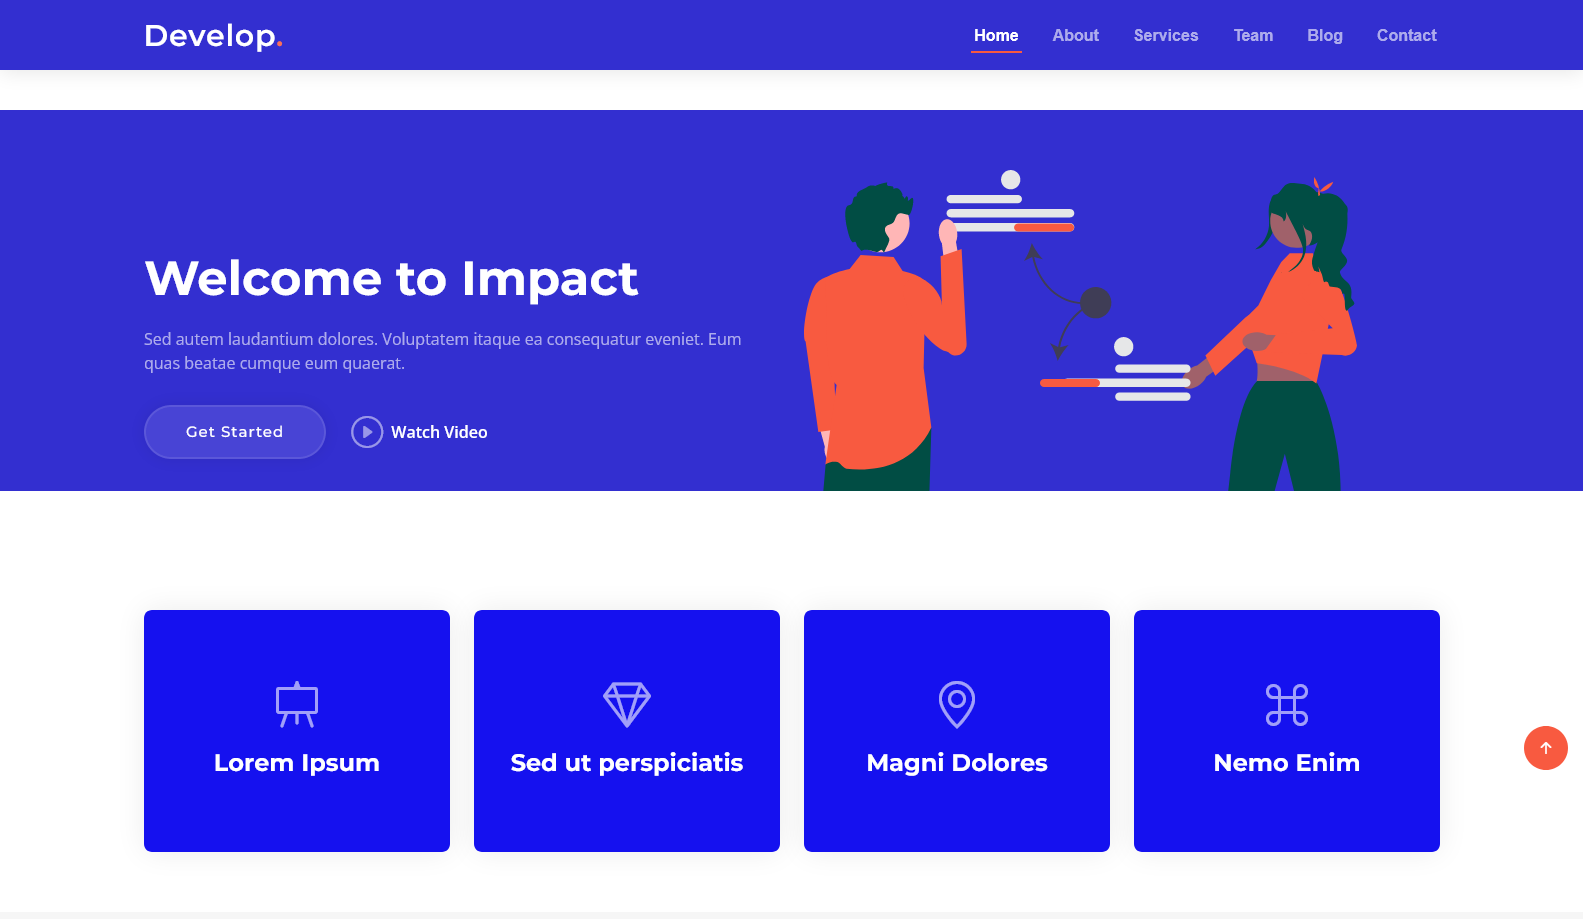 Develop.
Home About Services Team Blog Contact
Welcome to Impact
Sed autem laudantium dolores. Voluptatem itaque ea consequatur eveniet. Eum
quas beatae cumque eum quaerat.
Get Started
Watch Video
Lorem Ipsum
Sed ut perspiciatis
Magni Dolores
Nemo Enim